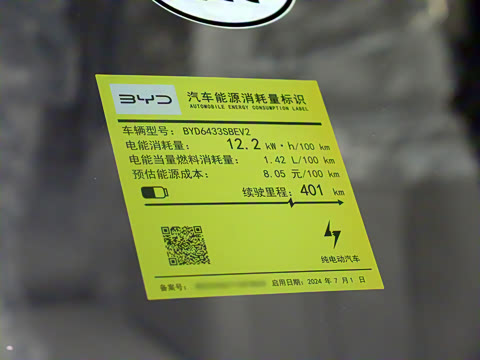 BYD 汽车能源消耗量标识
AUTOMOBILE ENERGY CONSUMPTION LABEL
车辆型号: BYD6433SBEV2
电能消耗量: 12.2 kW·h/100 km
电能当量燃料消耗量: 1.42 L/100 km
预估能源成本: 8.05 元/100 km
续驶里程: 401 km
纯电动汽车
备案号:
启用日期: 2024 年 7 月 1 日